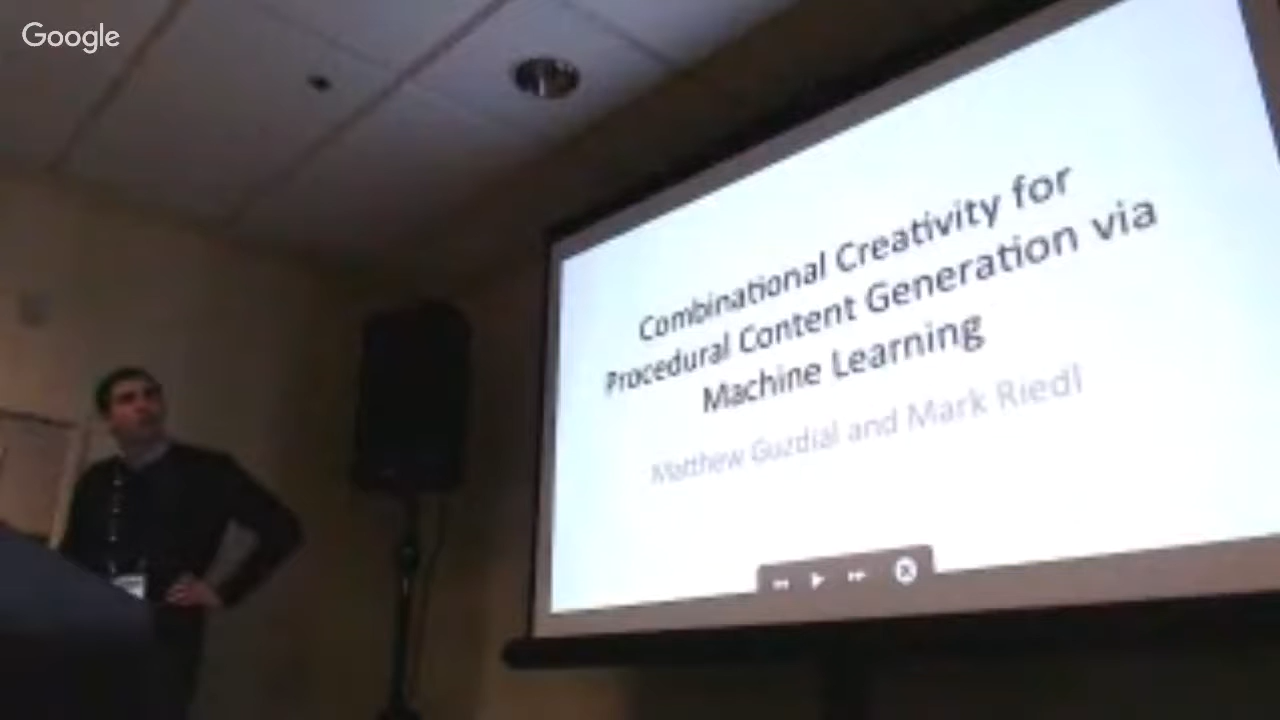 Google
Combinational Creativity for
Procedural Content Generation via
Machine Learning
Matthew Guzdial and Mark Riedl